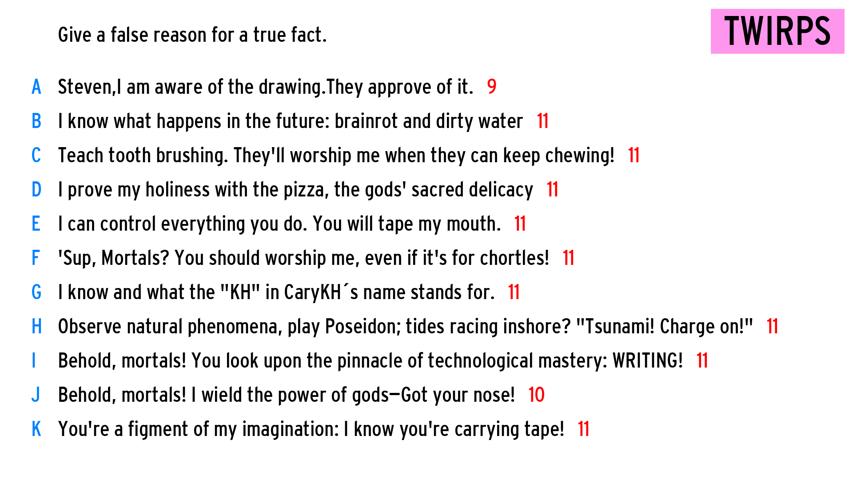 TWIRPS
Give a false reason for a true fact.
A Steven,I am aware of the drawing.They approve of it. 9
B I know what happens in the future: brainrot and dirty water 11
C Teach tooth brushing. They'll worship me when they can keep chewing! 11
D I prove my holiness with the pizza, the gods' sacred delicacy 11
E I can control everything you do. You will tape my mouth. 11
F 'Sup, Mortals? You should worship me, even if it's for chortles! 11
G I know and what the "KH" in CaryKH´s name stands for. 11
H Observe natural phenomena, play Poseidon; tides racing inshore? "Tsunami! Charge on!" 11
I Behold, mortals! You look upon the pinnacle of technological mastery: WRITING! 11
J Behold, mortals! I wield the power of gods—Got your nose! 10
K You're a figment of my imagination: I know you're carrying tape! 11